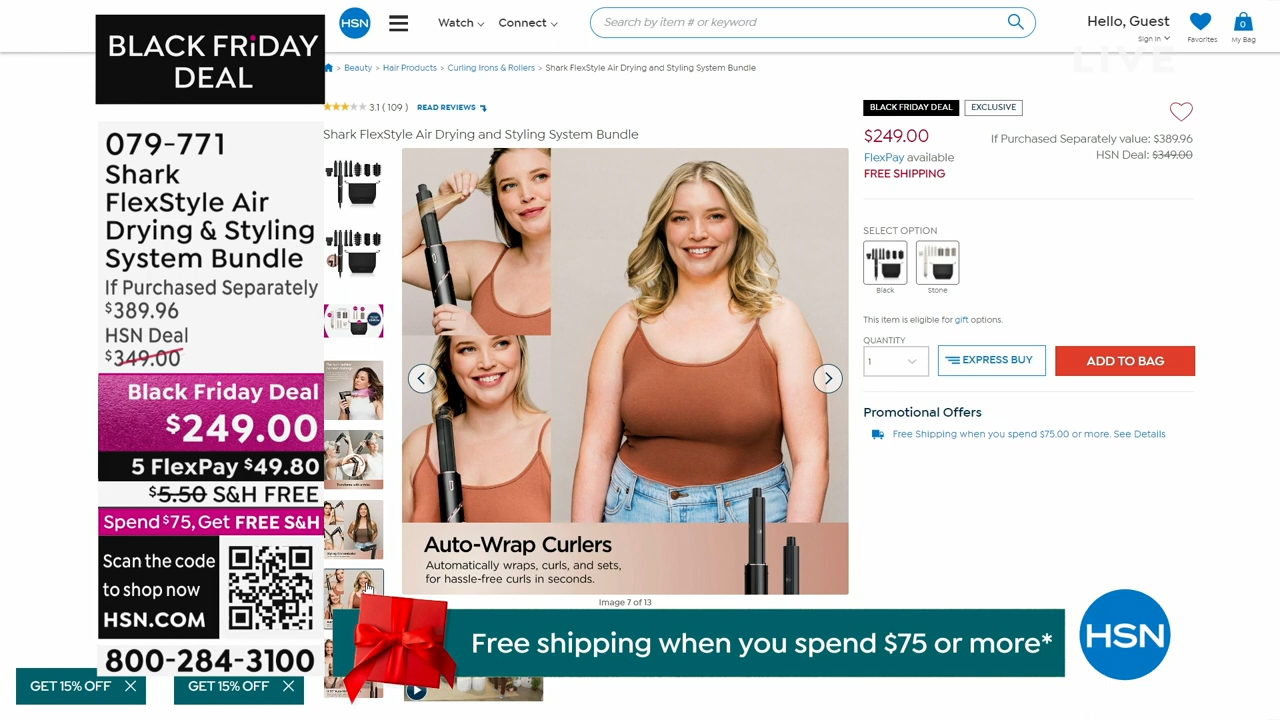 BLACK FRiDAY
DEAL
079-771
Shark
FlexStyle Air
Drying & Styling
System Bundle
If Purchased Separately
$389.96
HSN Deal
$349.00
Black Friday Deal
$249.00
5 FlexPay $49.80
$5.50 S&H FREE
Spend $75, Get FREE S&H
Scan the code
to shop now
HSN.COM
800-284-3100
GET 15% OFF
GET 15% OFF
HSN
Watch
Connect
Search by item # or keyword
Hello, Guest
Sign in
Favorites
0
My Bag
LIVE
> Beauty > Hair Products > Curling Irons & Rollers > Shark FlexStyle Air Drying and Styling System Bundle
3.1 ( 109 ) READ REVIEWS
Shark FlexStyle Air Drying and Styling System Bundle
Auto-Wrap Curlers
Automatically wraps, curls, and sets,
for hassle-free curls in seconds.
Image 7 of 13
BLACK FRIDAY DEAL
EXCLUSIVE
$249.00
If Purchased Separately value: $389.96
FlexPay available
HSN Deal: $349.00
FREE SHIPPING
SELECT OPTION
Black
Stone
This item is eligible for gift options.
QUANTITY
1
EXPRESS BUY
ADD TO BAG
Promotional Offers
Free Shipping when you spend $75.00 or more. See Details
Free shipping when you spend $75 or more*
HSN